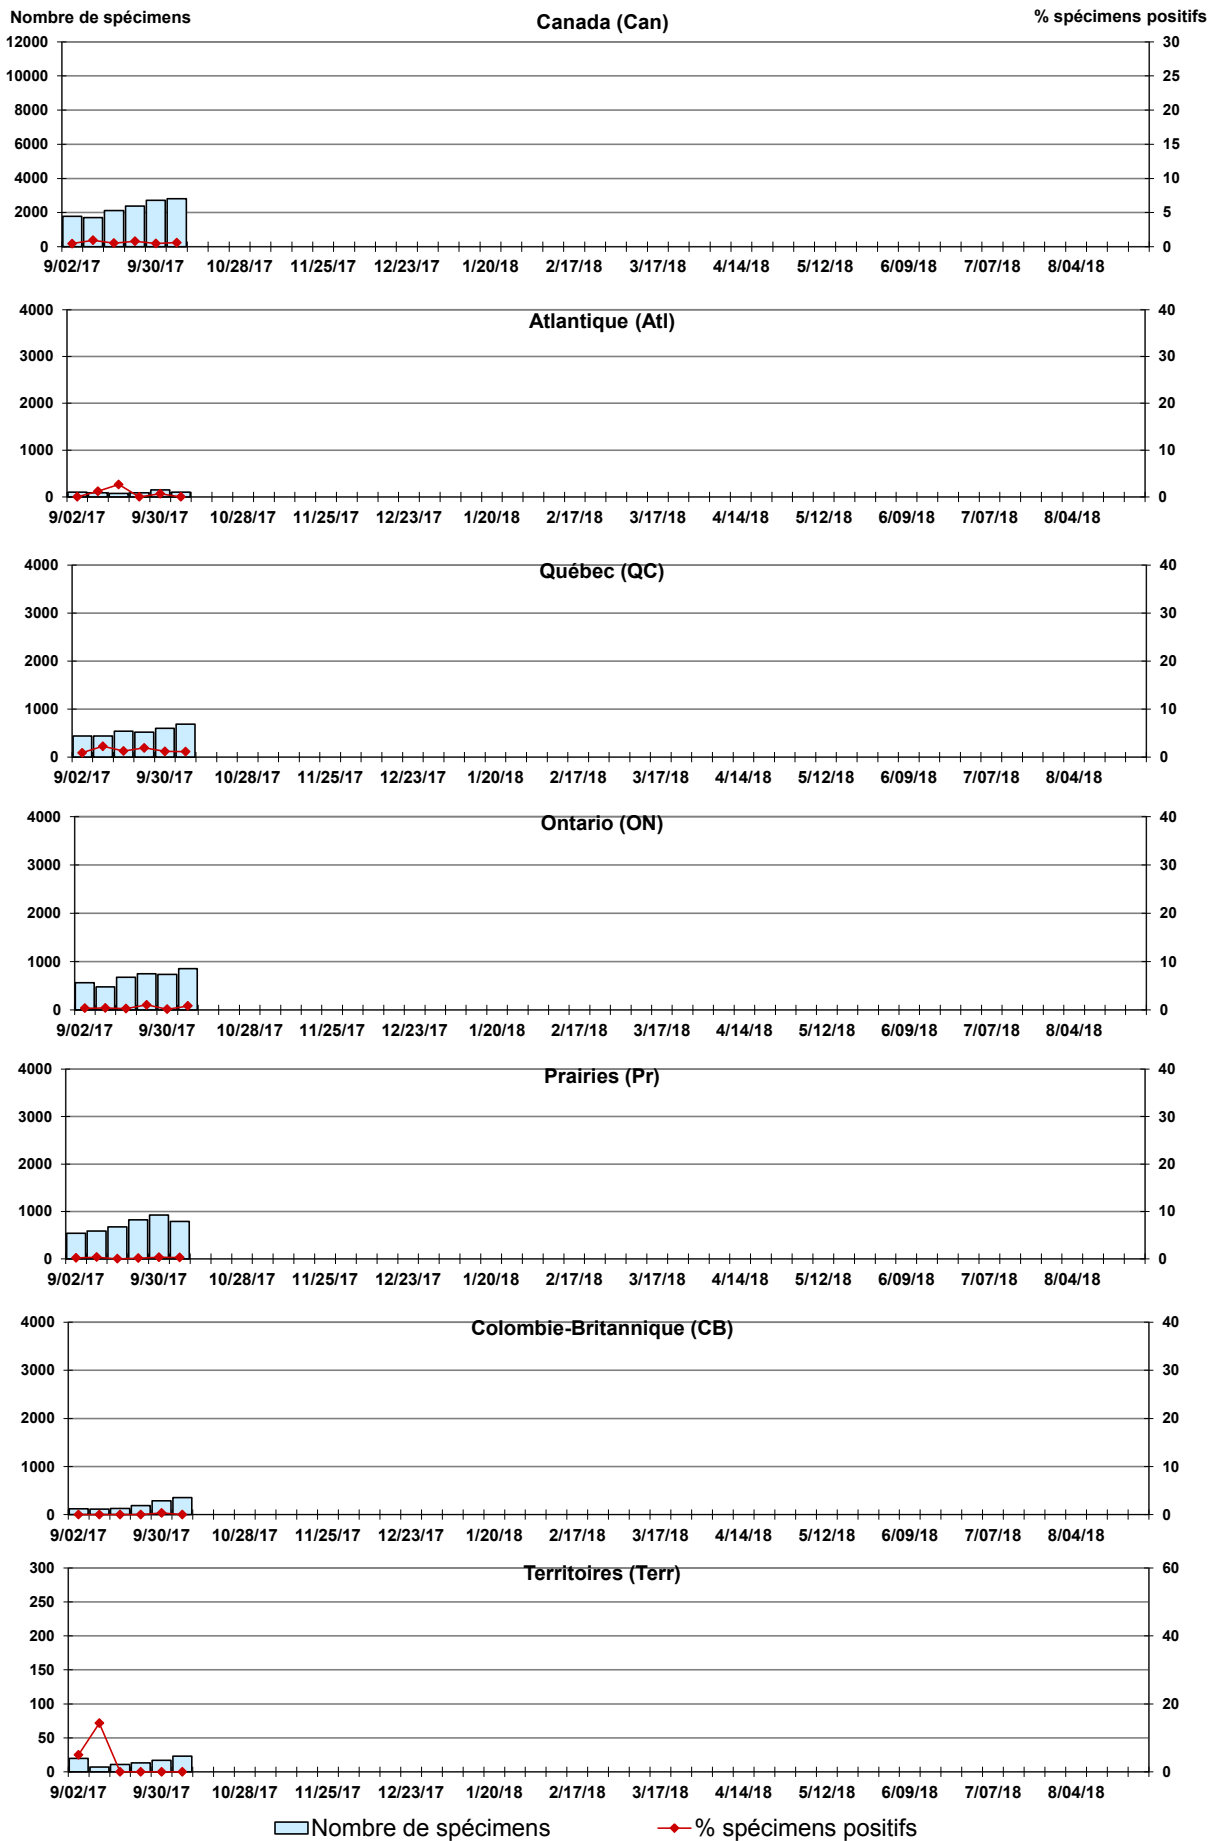 Nombre de spécimens
Canada (Can)
% spécimens positifs
12000 30
10000 25
8000 20
6000 15
4000 10
2000 5
0 0
9/02/17 9/30/17 10/28/17 11/25/17 12/23/17 1/20/18 2/17/18 3/17/18 4/14/18 5/12/18 6/09/18 7/07/18 8/04/18
Atlantique (Atl)
4000 40
3000 30
2000 20
1000 10
0 0
9/02/17 9/30/17 10/28/17 11/25/17 12/23/17 1/20/18 2/17/18 3/17/18 4/14/18 5/12/18 6/09/18 7/07/18 8/04/18
Québec (QC)
4000 40
3000 30
2000 20
1000 10
0 0
9/02/17 9/30/17 10/28/17 11/25/17 12/23/17 1/20/18 2/17/18 3/17/18 4/14/18 5/12/18 6/09/18 7/07/18 8/04/18
Ontario (ON)
4000 40
3000 30
2000 20
1000 10
0 0
9/02/17 9/30/17 10/28/17 11/25/17 12/23/17 1/20/18 2/17/18 3/17/18 4/14/18 5/12/18 6/09/18 7/07/18 8/04/18
Prairies (Pr)
4000 40
3000 30
2000 20
1000 10
0 0
9/02/17 9/30/17 10/28/17 11/25/17 12/23/17 1/20/18 2/17/18 3/17/18 4/14/18 5/12/18 6/09/18 7/07/18 8/04/18
Colombie-Britannique (CB)
4000 40
3000 30
2000 20
1000 10
0 0
9/02/17 9/30/17 10/28/17 11/25/17 12/23/17 1/20/18 2/17/18 3/17/18 4/14/18 5/12/18 6/09/18 7/07/18 8/04/18
Territoires (Terr)
300 60
250
200 40
150
100 20
50
0 0
9/02/17 9/30/17 10/28/17 11/25/17 12/23/17 1/20/18 2/17/18 3/17/18 4/14/18 5/12/18 6/09/18 7/07/18 8/04/18
Nombre de spécimens % spécimens positifs